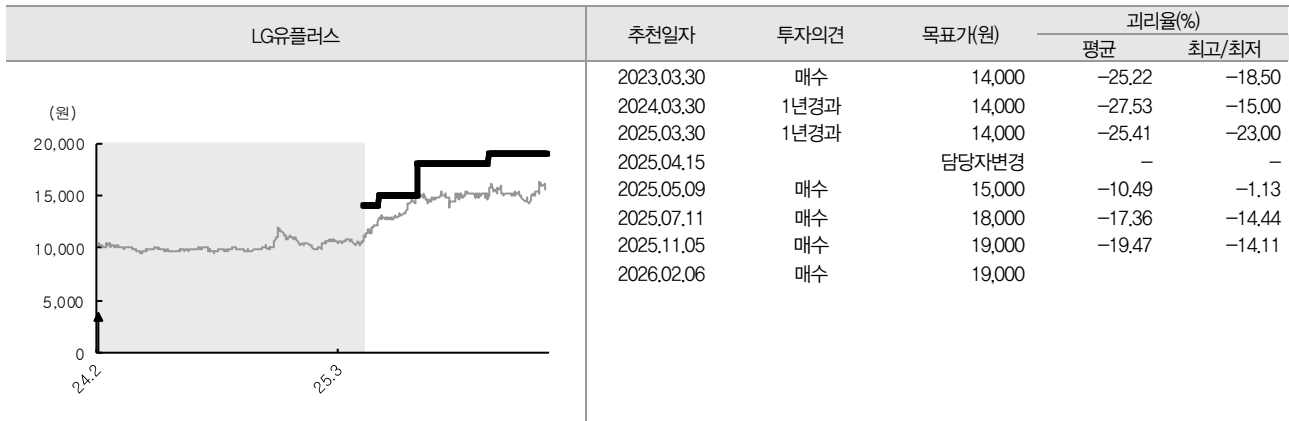 LG유플러스
추천일자 투자의견 목표가(원) 괴리율(%)
평균 최고/최저
(원)
20,000
15,000
10,000
5,000
0
24.2
25.3
2023.03.30 매수 14,000 −25.22 −18.50
2024.03.30 1년경과 14,000 −27.53 −15.00
2025.03.30 1년경과 14,000 −25.41 −23.00
2025.04.15 담당자변경 − −
2025.05.09 매수 15,000 −10.49 −1.13
2025.07.11 매수 18,000 −17.36 −14.44
2025.11.05 매수 19,000 −19.47 −14.11
2026.02.06 매수 19,000